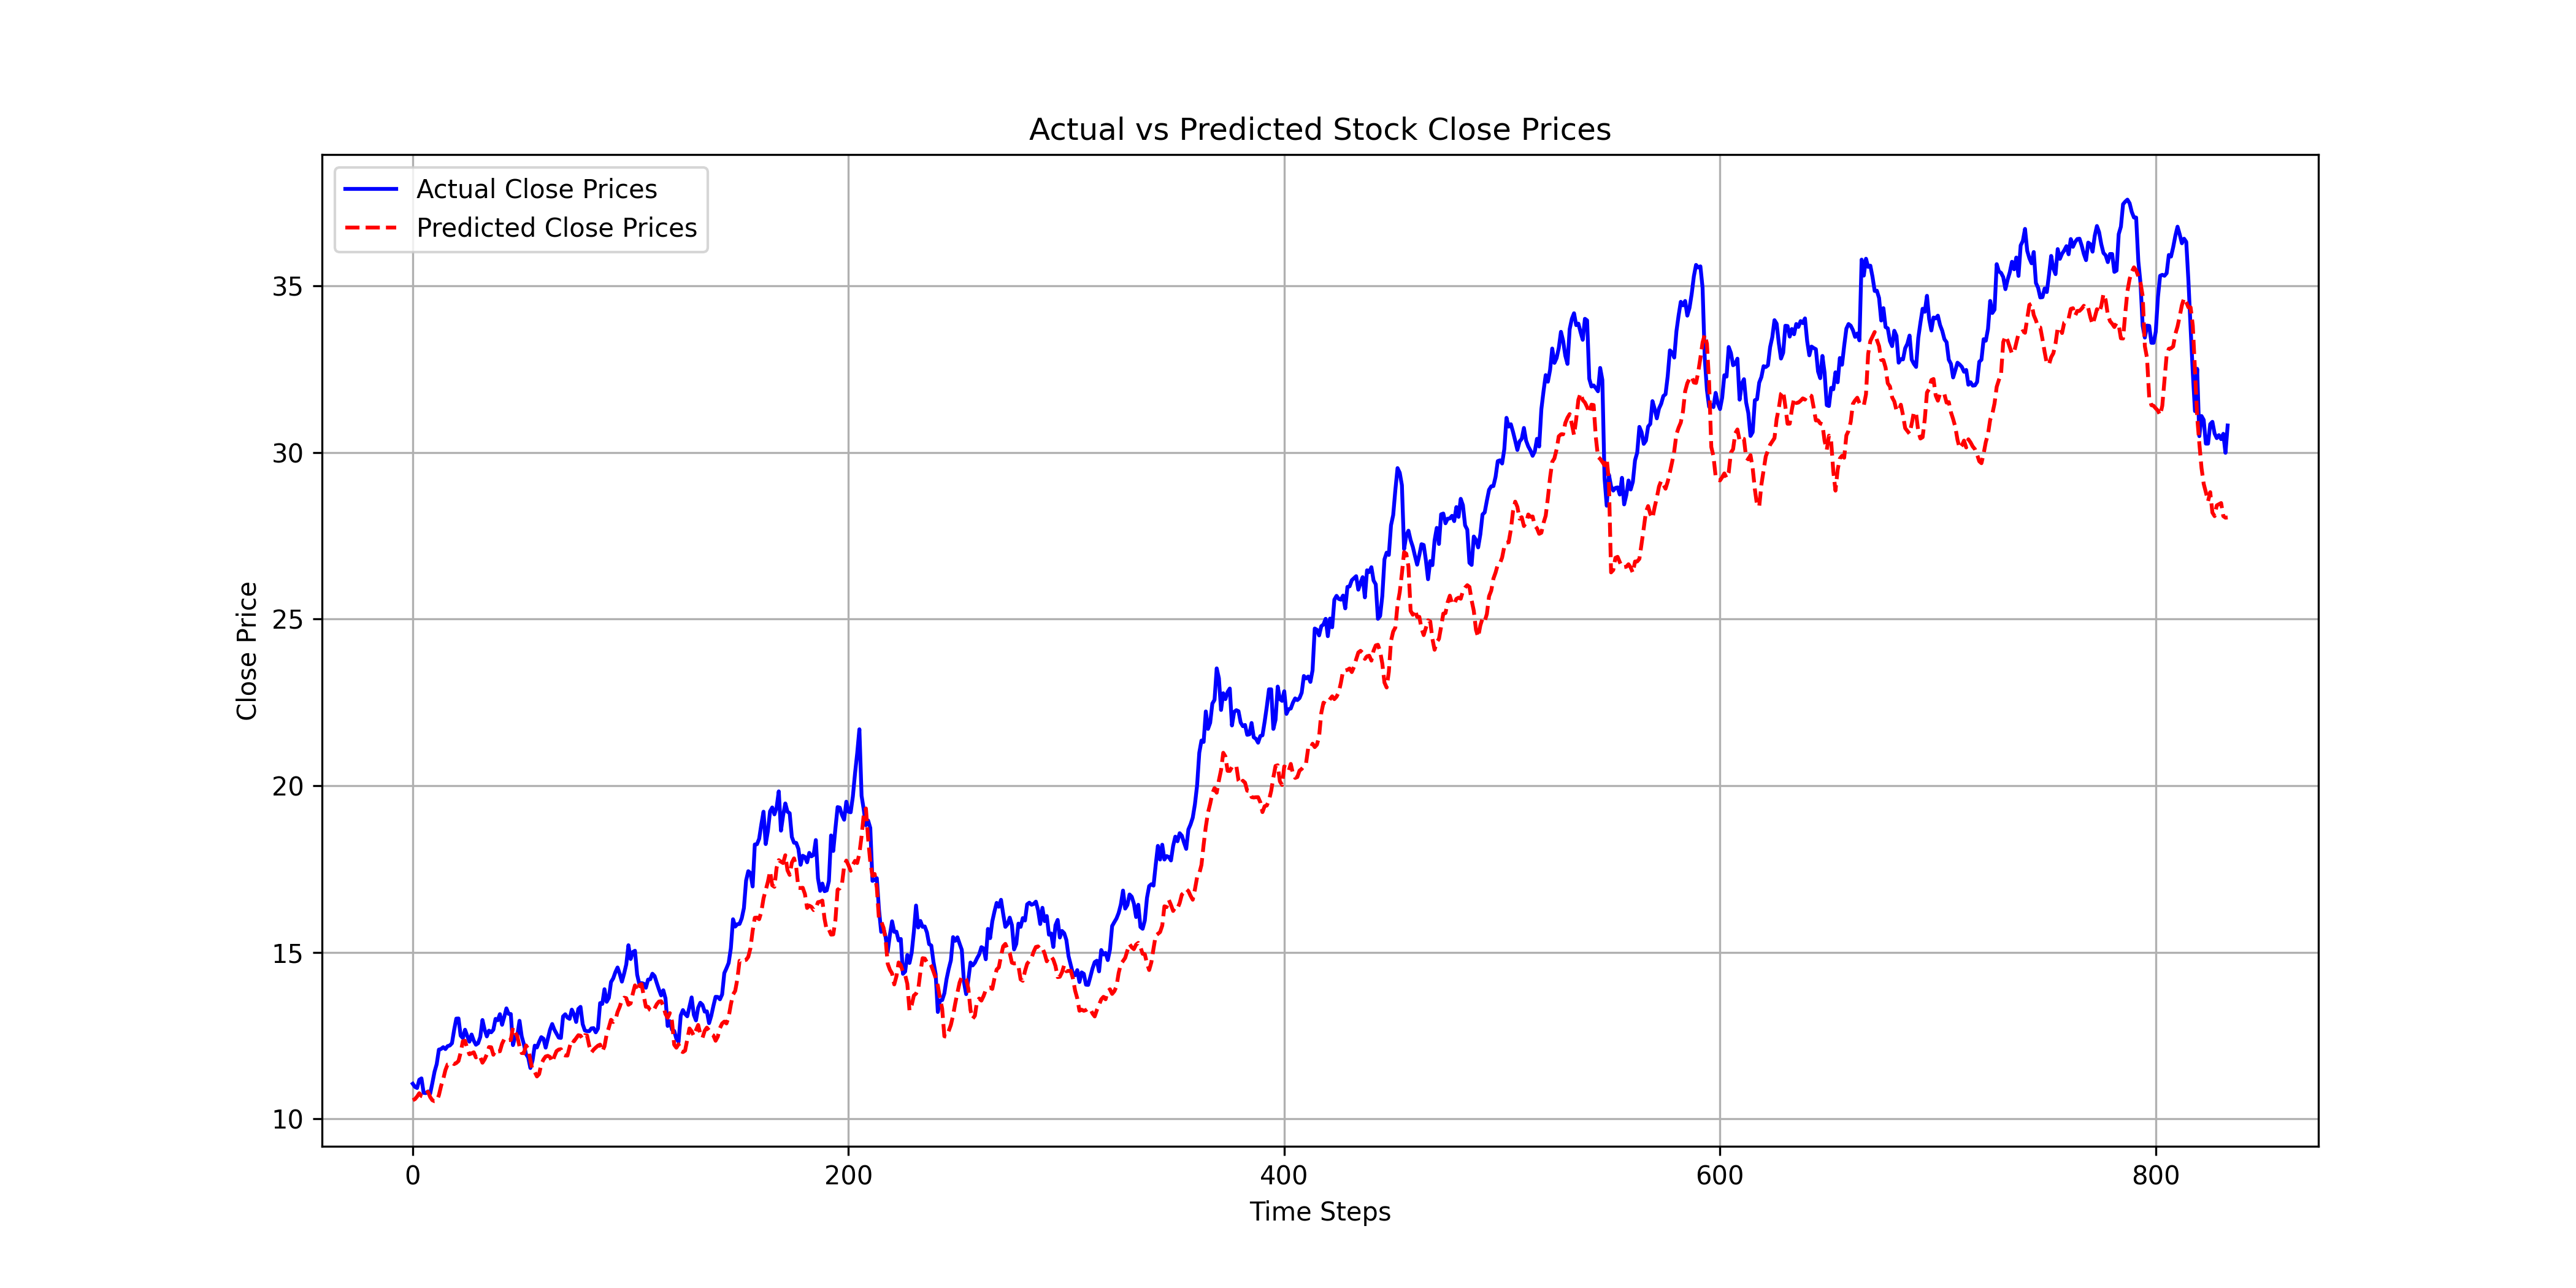 Actual vs Predicted Stock Close Prices
Actual Close Prices
Predicted Close Prices
35
30
25
20
15
10
Close Price
0 200 400 600 800
Time Steps